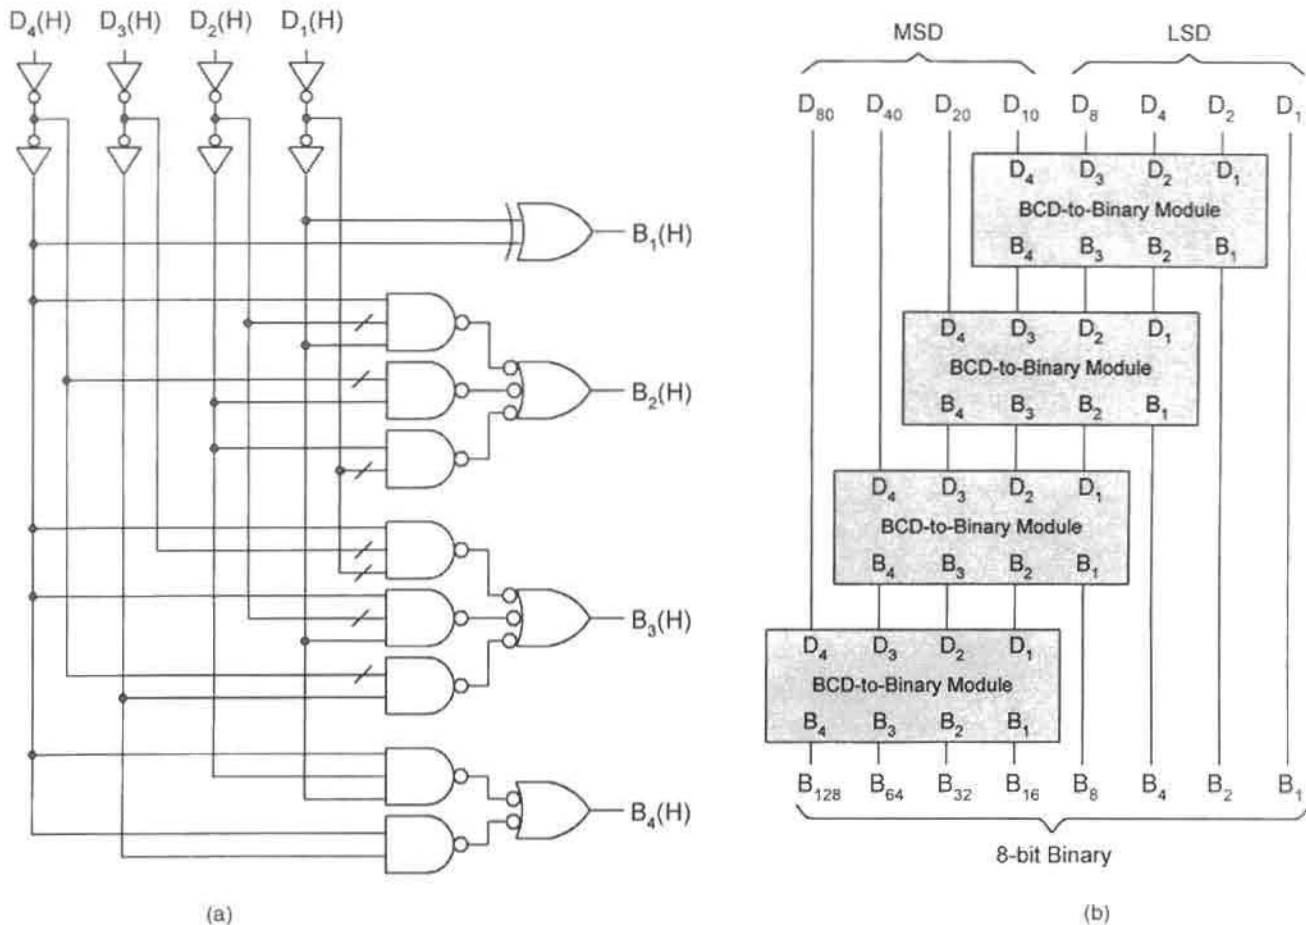 D₄(H) D₃(H) D₂(H) D₁(H)
B₁(H)
B₂(H)
B₃(H)
B₄(H)
(a)
MSD LSD
D₈₀ D₄₀ D₂₀ D₁₀ D₈ D₄ D₂ D₁
D₄ D₃ D₂ D₁
BCD-to-Binary Module
B₄ B₃ B₂ B₁
D₄ D₃ D₂ D₁
BCD-to-Binary Module
B₄ B₃ B₂ B₁
D₄ D₃ D₂ D₁
BCD-to-Binary Module
B₄ B₃ B₂ B₁
D₄ D₃ D₂ D₁
BCD-to-Binary Module
B₄ B₃ B₂ B₁
B₁₂₈ B₆₄ B₃₂ B₁₆ B₈ B₄ B₂ B₁
8-bit Binary
(b)